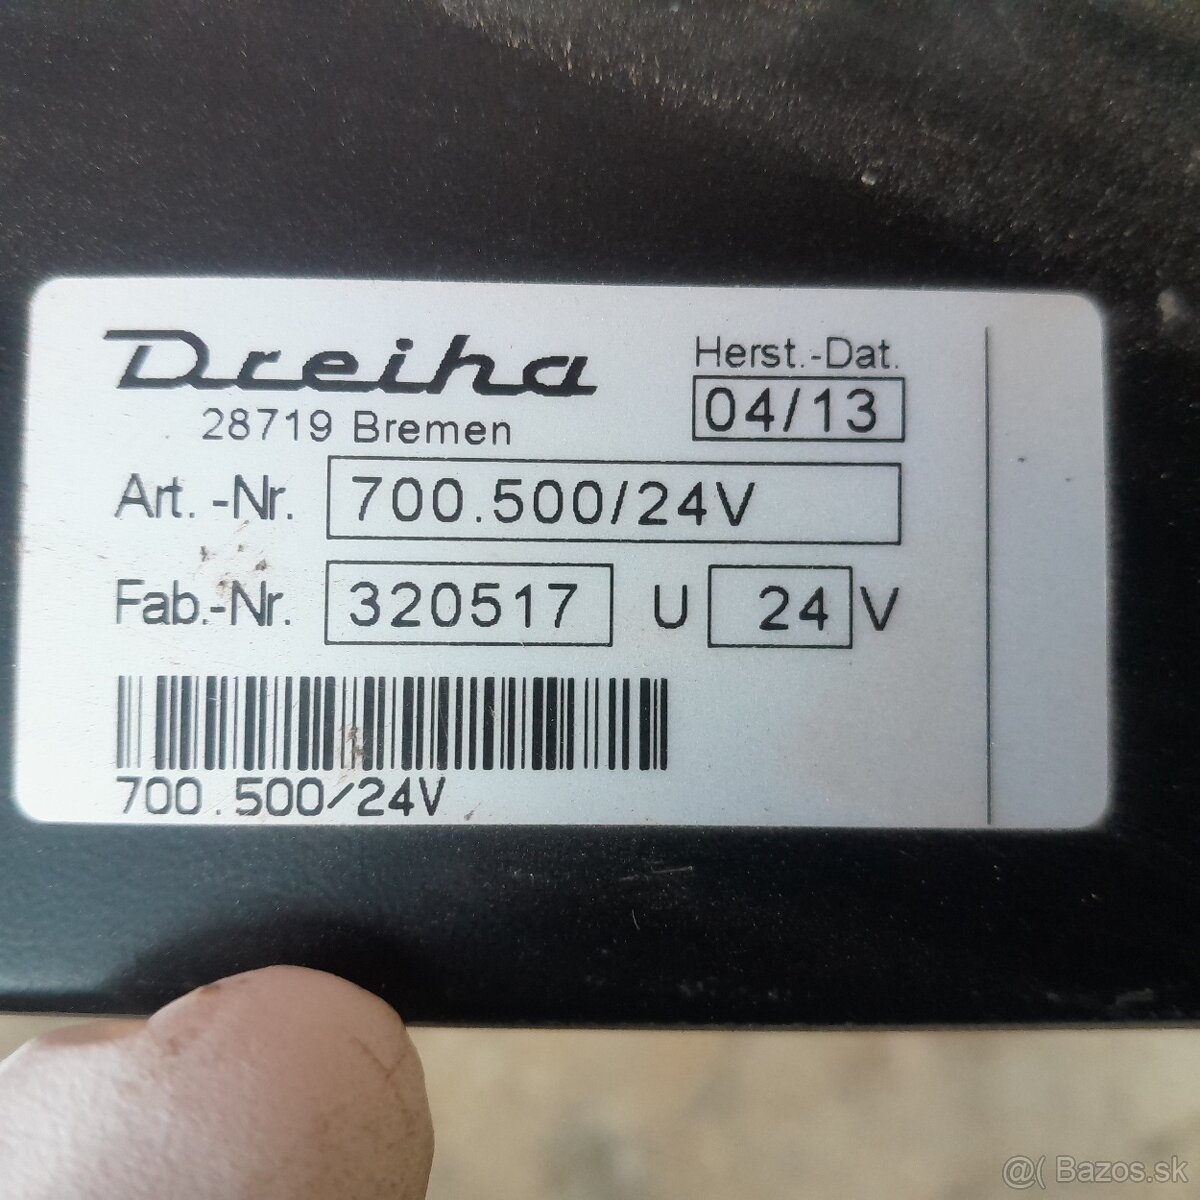 Dreiha
28719 Bremen
Herst.-Dat.
04/13
Art.-Nr. 700.500/24V
Fab.-Nr. 320517 U 24 V
700.500/24V
@( Bazos.sk